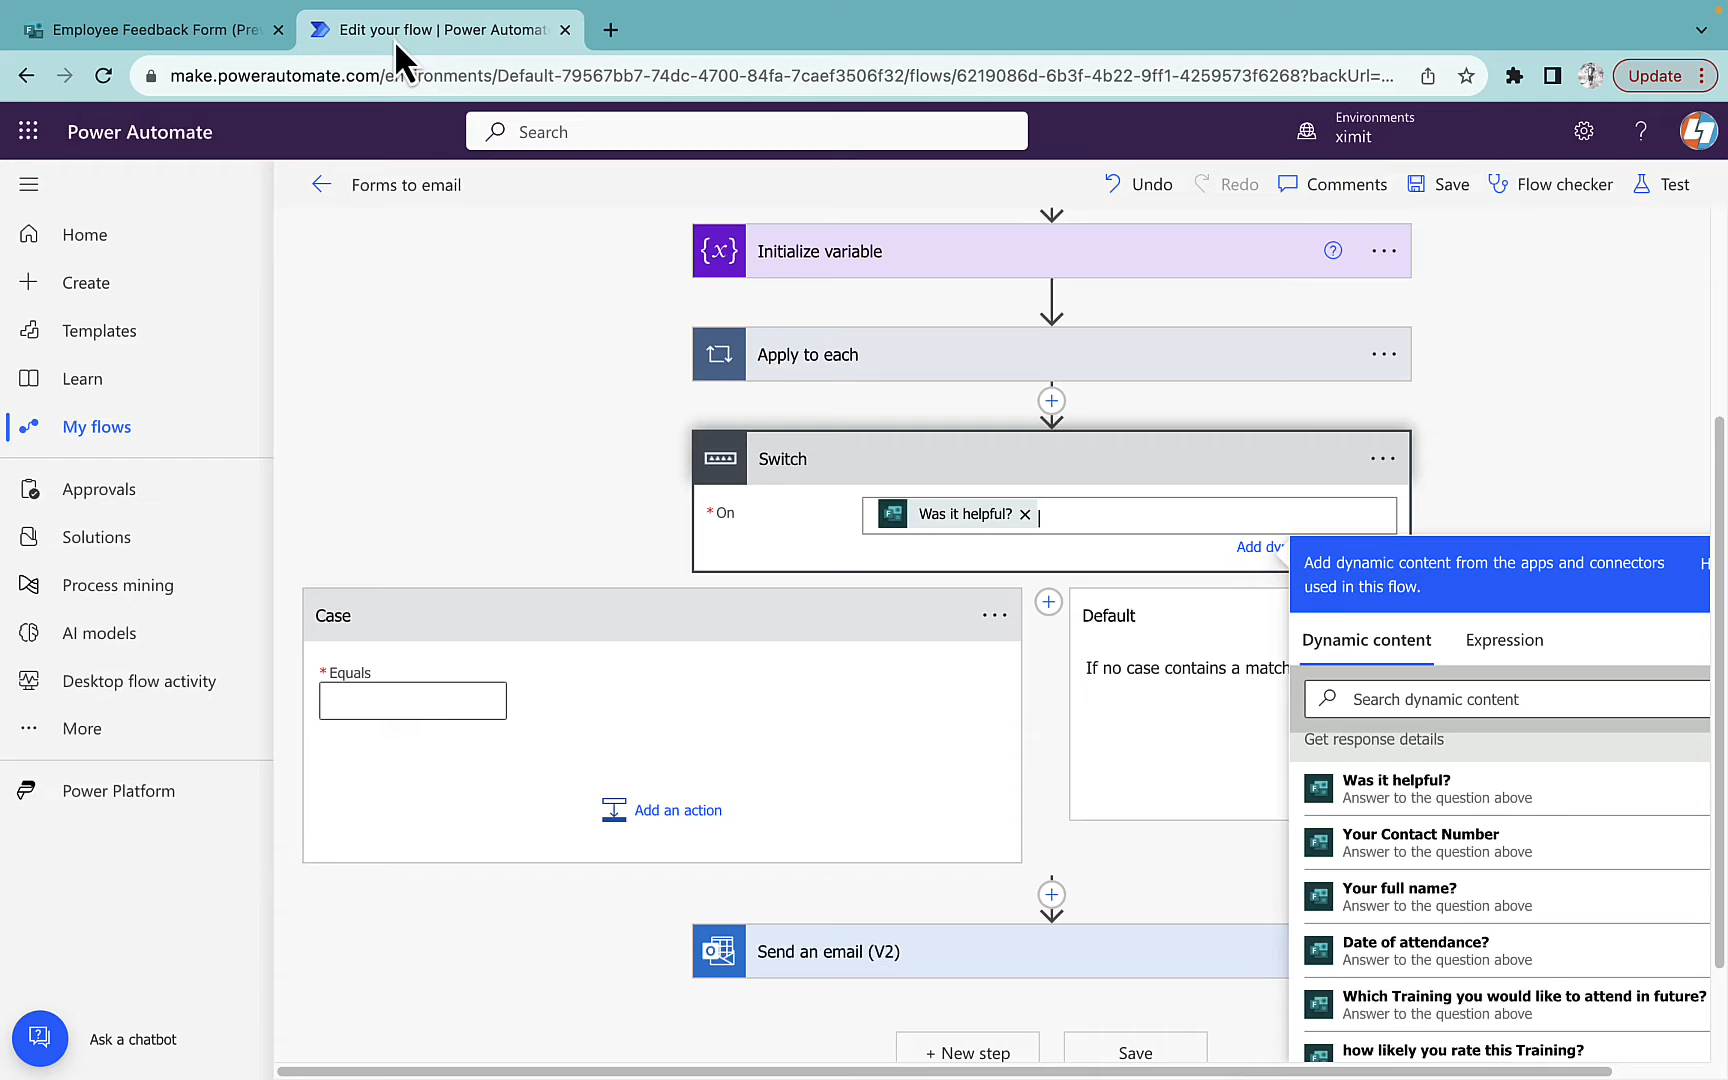 Employee Feedback Form (Pre
Edit your flow | Power Automat
make.powerautomate.com/environments/Default-79567bb7-74dc-4700-84fa-7caef3506f32/flows/6219086d-6b3f-4b22-9ff1-4259573f6268?backUrl=...
Update
Power Automate
Search
Environments
ximit
Forms to email
Undo
Redo
Comments
Save
Flow checker
Test
Home
Create
Templates
Learn
My flows
Approvals
Solutions
Process mining
AI models
Desktop flow activity
More
Power Platform
Ask a chatbot
{x}
Initialize variable
Apply to each
Switch
* On
Was it helpful?
Add dy
Case
* Equals
Add an action
Default
If no case contains a match
Send an email (V2)
+ New step
Save
Add dynamic content from the apps and connectors
used in this flow.
H
Dynamic content
Expression
Search dynamic content
Get response details
Was it helpful?
Answer to the question above
Your Contact Number
Answer to the question above
Your full name?
Answer to the question above
Date of attendance?
Answer to the question above
Which Training you would like to attend in future?
Answer to the question above
how likely you rate this Training?